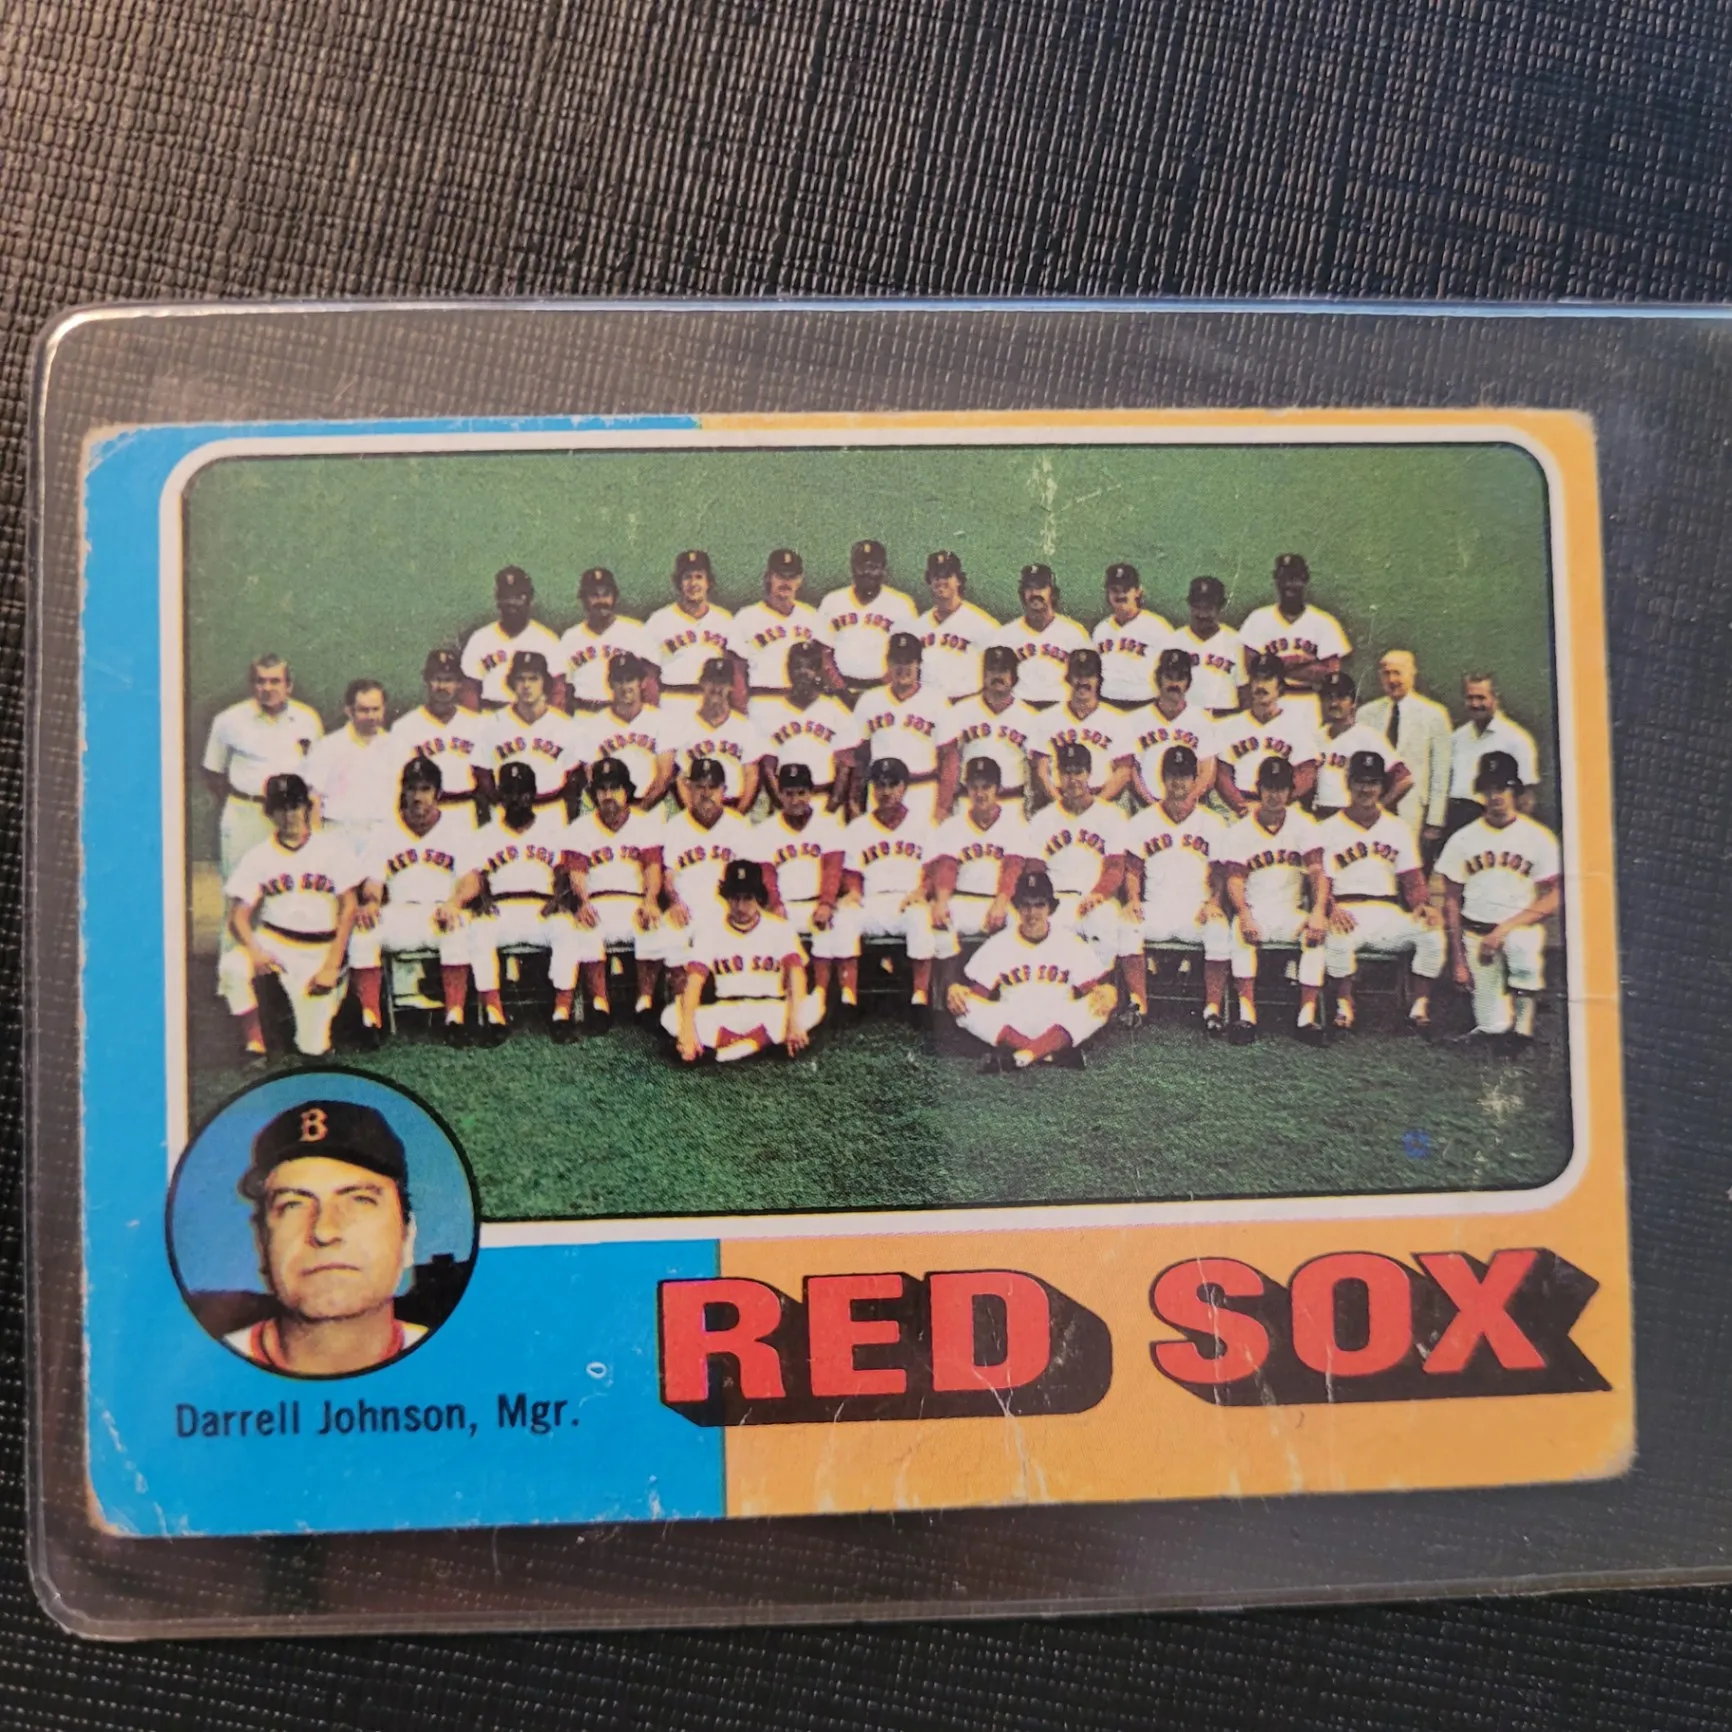 B
Darrell Johnson, Mgr.
RED SOX